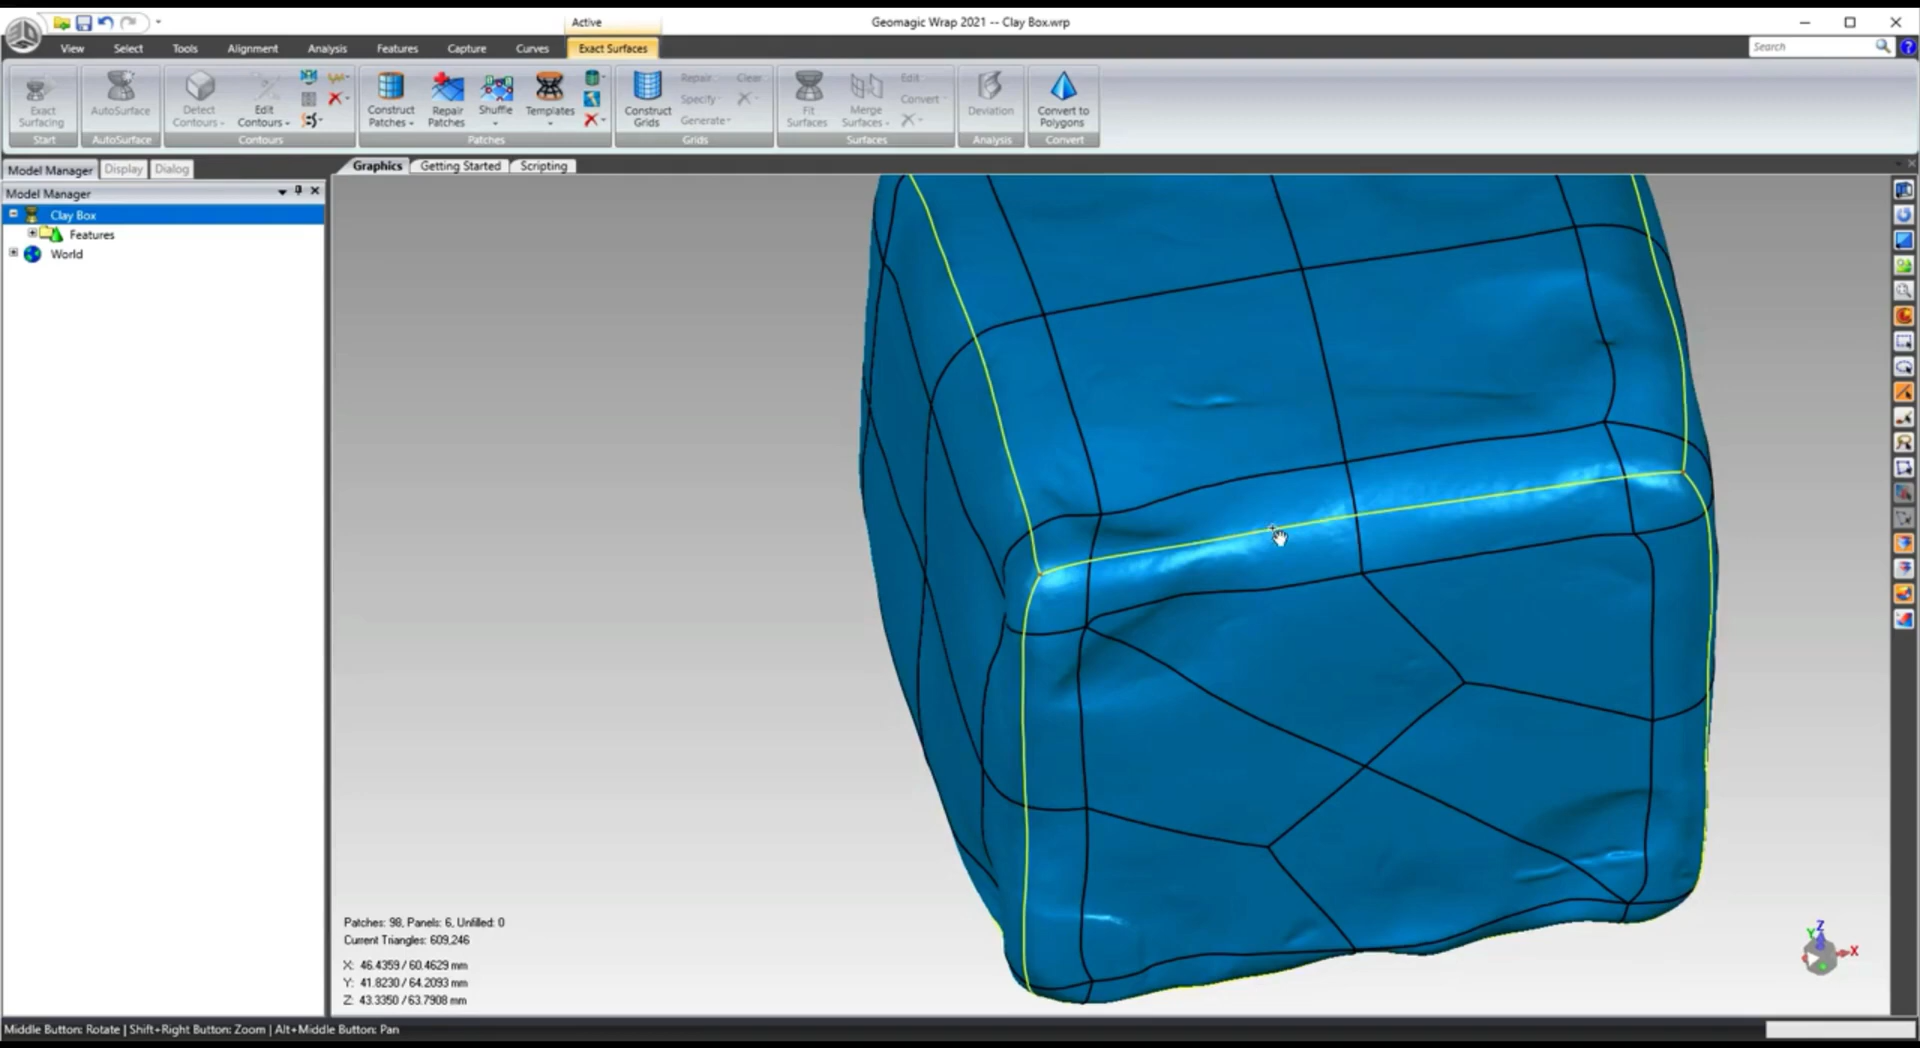 Active
Geomagic Wrap 2021 -- Clay Box.wrp
View Select Tools Alignment Analysis Features Capture Curves Exact Surfaces
Search
Exact Surfacing
AutoSurface
Detect Contours
Edit Contours
Construct Patches
Repair Patches
Shuffle
Templates
Construct Grids
Repair
Clear
Specify
Generate
Fit Surfaces
Merge Surfaces
Edit
Convert
Deviation
Convert to Polygons
Start AutoSurface Contours Patches Grids Surfaces Analysis Convert
Model Manager Display Dialog
Graphics Getting Started Scripting
Model Manager
Clay Box
Features
World
Patches: 98, Panels: 6, Unfilled: 0
Current Triangles: 609,246
X: 46.4359 / 60.4629 mm
Y: 41.8230 / 64.2093 mm
Z: 43.3350 / 63.7908 mm
Z
Y
X
Middle Button: Rotate | Shift+Right Button: Zoom | Alt+Middle Button: Pan